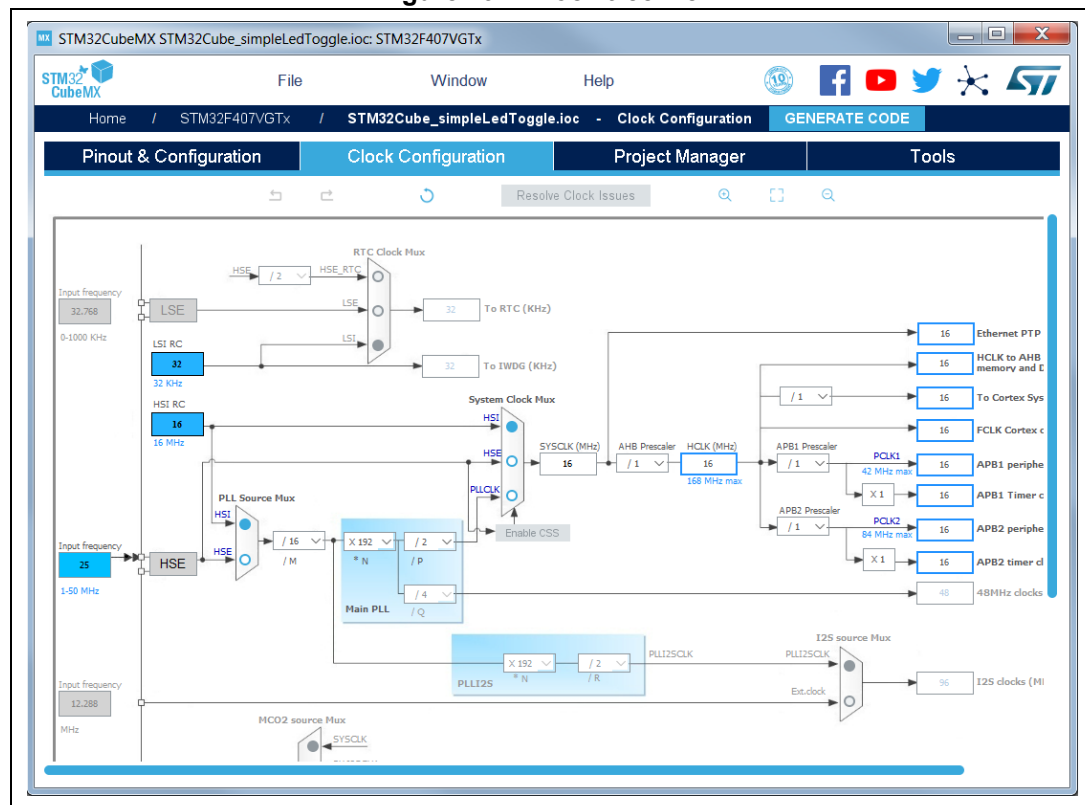 STM32CubeMX STM32Cube_simpleLedToggle.ioc: STM32F407VGTx
STM32 CubeMX
File Window Help
Home / STM32F407VGTx / STM32Cube_simpleLedToggle.ioc - Clock Configuration GENERATE CODE
Pinout & Configuration Clock Configuration Project Manager Tools
Resolve Clock Issues
RTC Clock Mux
HSE / 2 HSE_RTC
Input frequency
32.768 LSE LSE 32 To RTC (KHz)
0-1000 KHz
LSI RC LSI
32 32 To IWDG (KHz)
32 KHz
HSI RC
16
16 MHz
System Clock Mux
HSI
HSE
PLLCLK
Enable CSS
SYSCLK (MHz) AHB Prescaler HCLK (MHz)
16 / 1 16
168 MHz max
16 Ethernet PTP
16 HCLK to AHB
memory and D
/ 1 16 To Cortex Sys
16 FCLK Cortex c
APB1 Prescaler
/ 1 PCLK1 16 APB1 periphe
42 MHz max
X 1 16 APB1 Timer c
APB2 Prescaler
/ 1 PCLK2 16 APB2 periphe
84 MHz max
X 1 16 APB2 timer cl
48 48MHz clocks
PLL Source Mux
HSI
HSE
Input frequency
25 HSE
1-50 MHz
/ 16 X 192 / 2
/ M * N / P
/ 4
Main PLL / Q
X 192 / 2 PLLI2SCLK
PLLI2S * N / R
I2S source Mux
PLLI2SCLK
Ext.clock
96 I2S clocks (M
Input frequency
12.288
MHz
MCO2 source Mux
SYSCLK